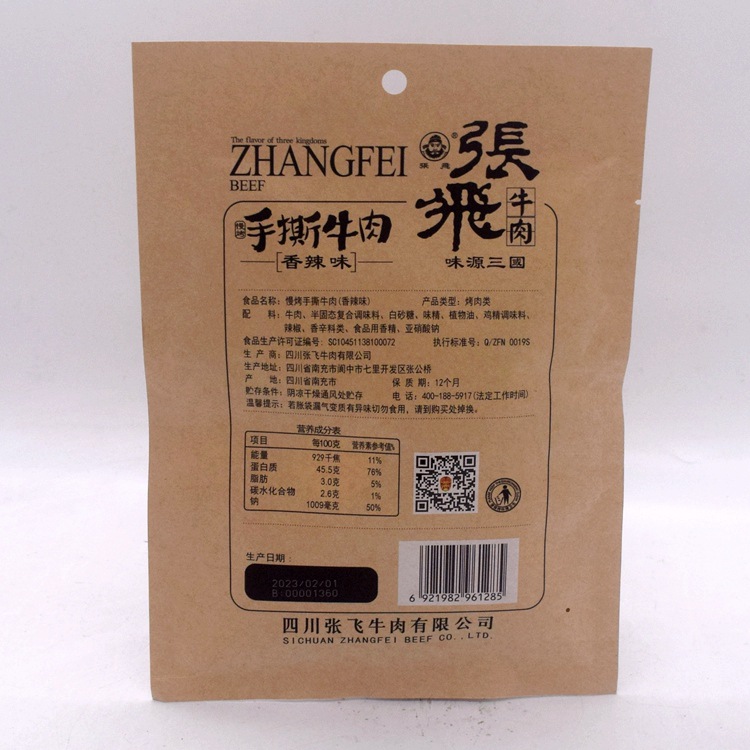 The flavor of three kingdoms
ZHANGFEI
BEEF
張飛
®
張飛
牛肉
味源三國
慢烤
手撕牛肉
[香辣味]
食品名称: 慢烤手撕牛肉(香辣味) 产品类型: 烤肉类
配 料: 牛肉、半固态复合调味料、白砂糖、味精、植物油、鸡精调味料、
辣椒、香辛料类、食品用香精、亚硝酸钠
食品生产许可证编号: SC10451138100072 执行标准号: Q/ZFN 0019S
生 产 商: 四川张飞牛肉有限公司
生产地址: 四川省南充市阆中市七里开发区张公桥
产 地: 四川省南充市 保 质 期: 12个月
贮存条件: 阴凉干燥通风处贮存 电 话: 400-188-5917(法定工作时间)
温馨提示: 若胀袋漏气变质有异味切勿食用, 请到购买处掉换。
营养成分表
项目 每100克 营养素参考值%
能量 929千焦 11%
蛋白质 45.5克 76%
脂肪 3.0克 5%
碳水化合物 2.6克 1%
钠 1009毫克 50%
生产日期:
2023/02/01
B:00001360
6 921982 961285
四川张飞牛肉有限公司
SICHUAN ZHANGFEI BEEF CO.,LTD.